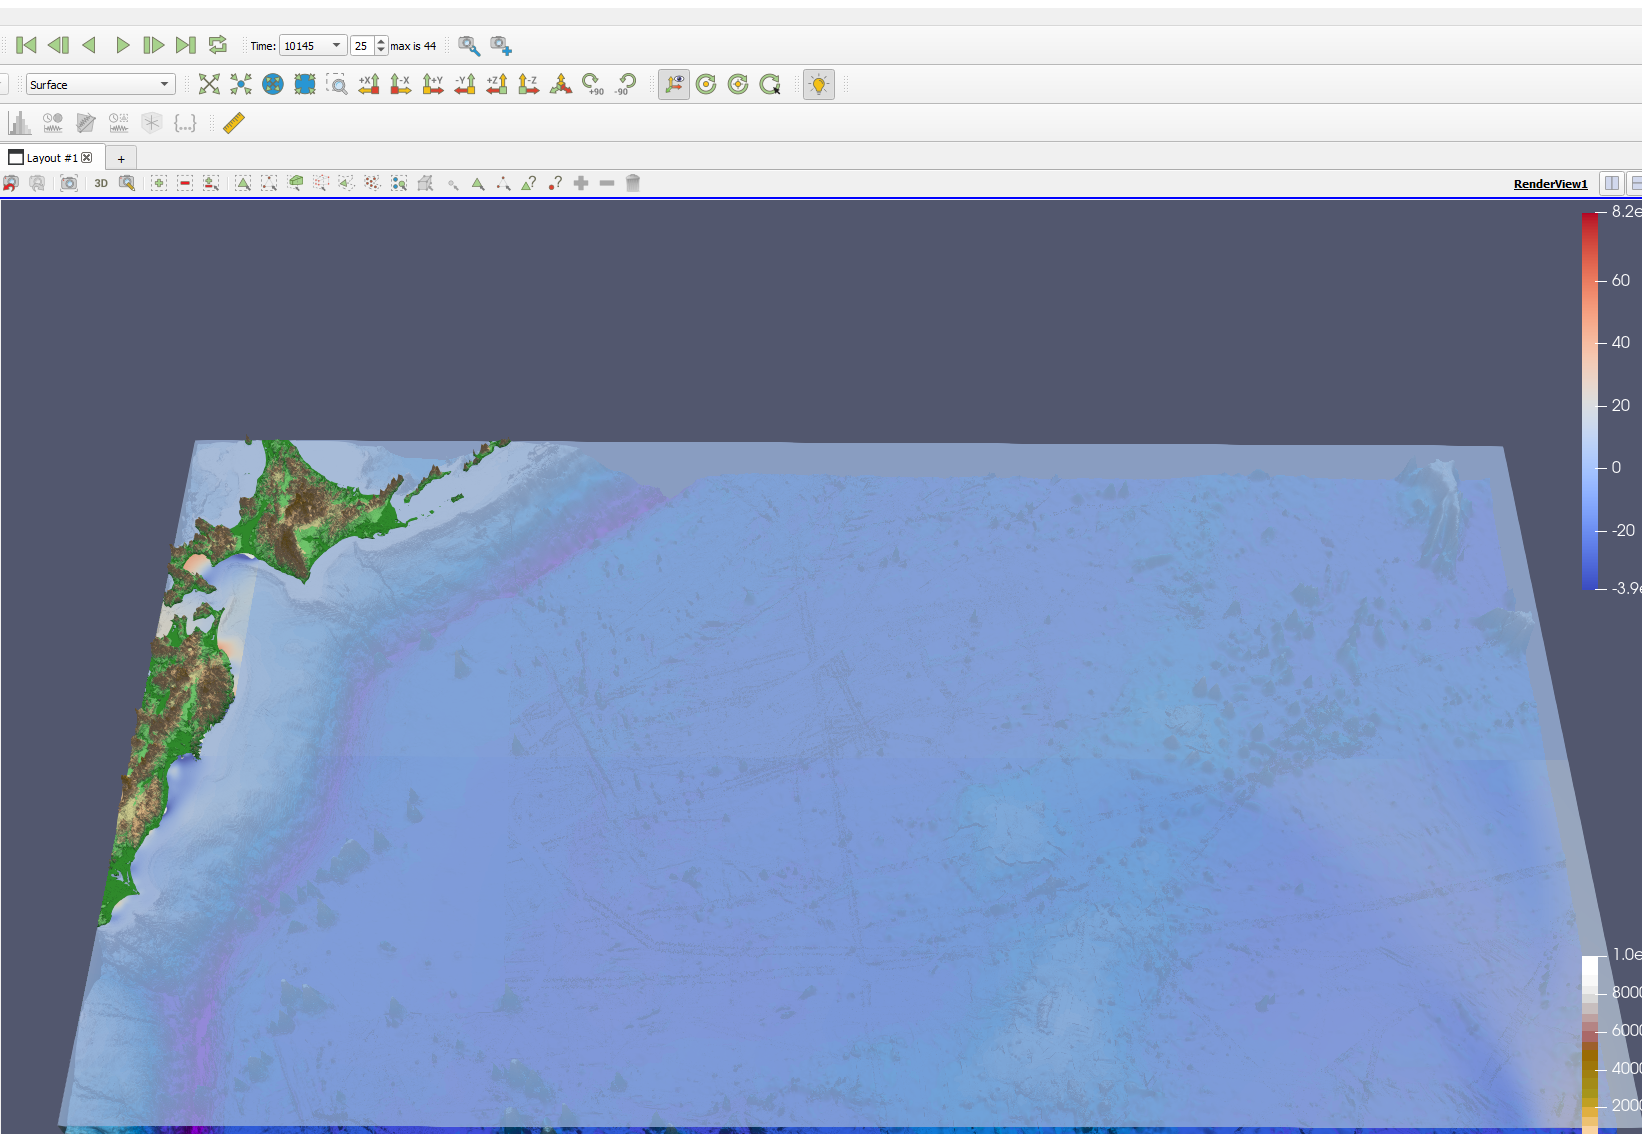 Time: 10145 25 max is 44
Surface
+X -X +Y -Y +Z -Z +90 -90
{...}
Layout #1 +
3D ? ? RenderView1
8.2e
60
40
20
0
-20
-3.9e
1.0e
8000
6000
4000
2000